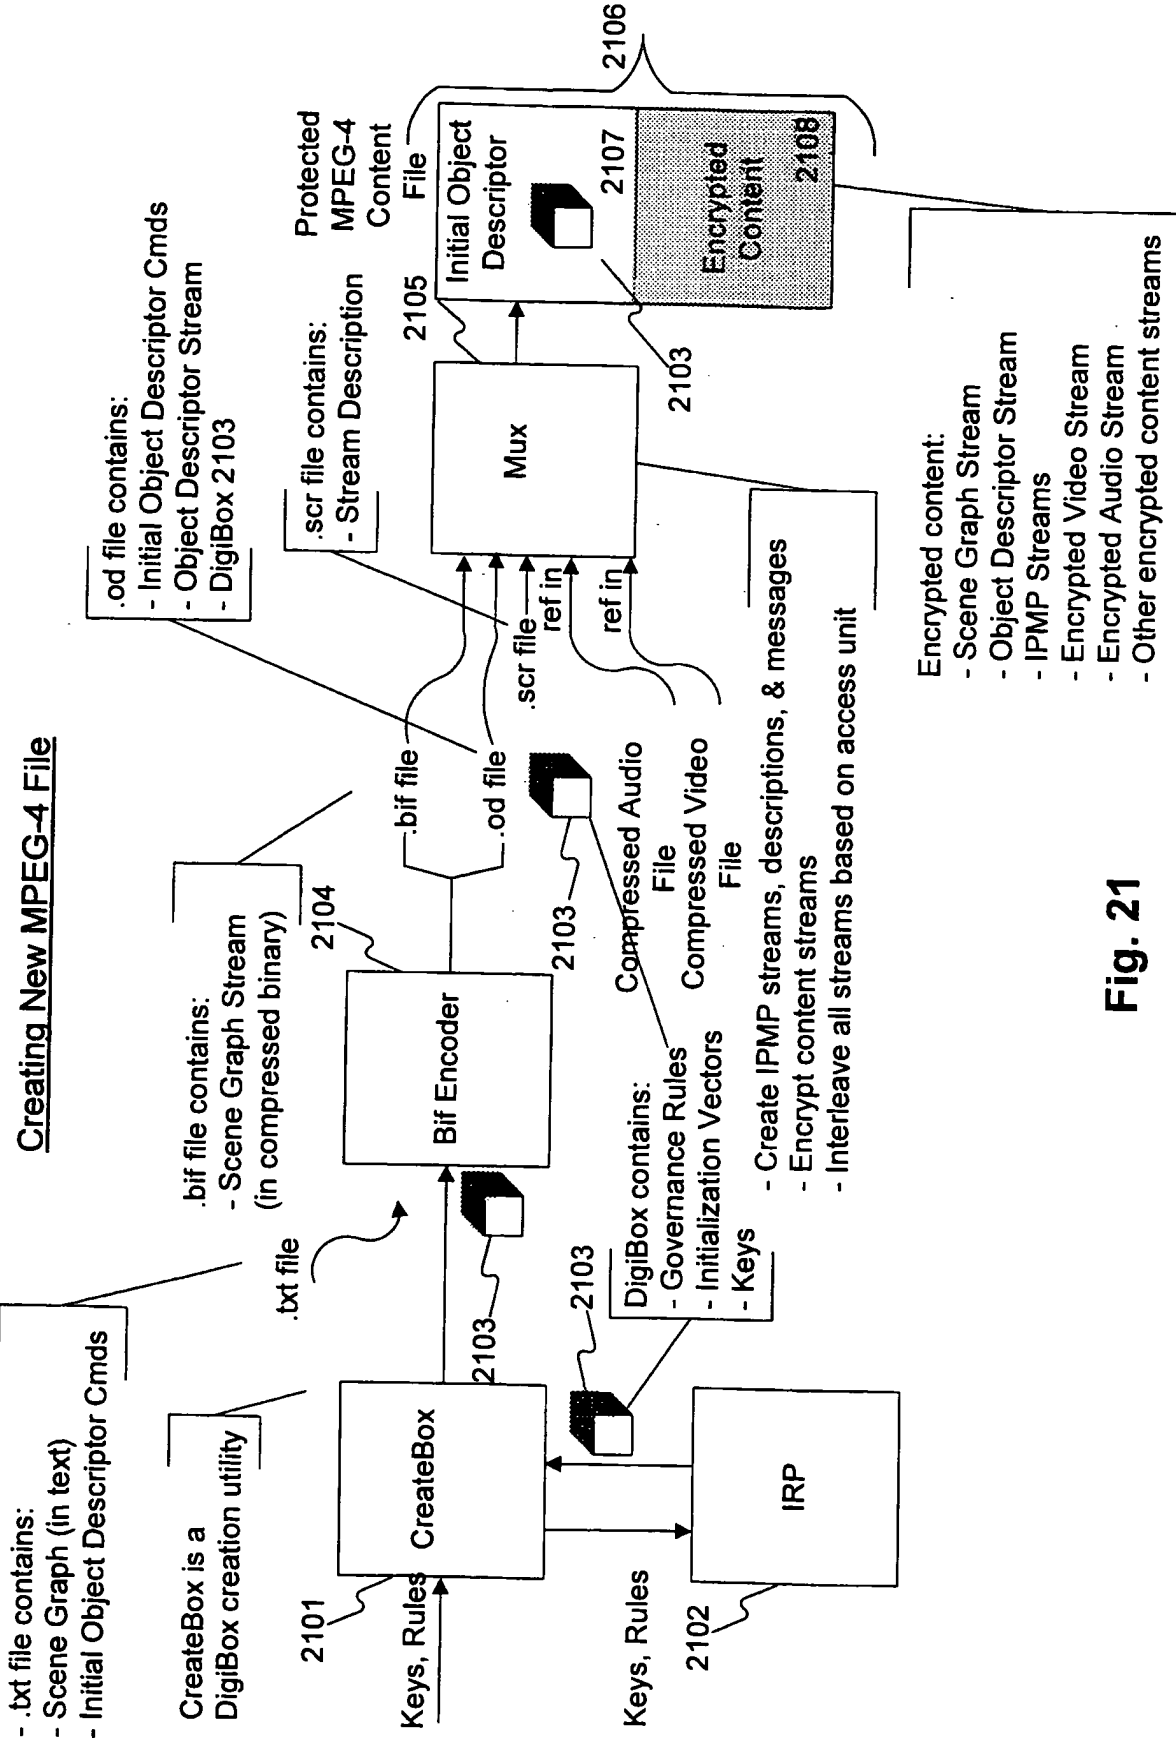 Creating New MPEG-4 File
- .txt file contains:
- Scene Graph (in text)
- Initial Object Descriptor Cmds
CreateBox is a
DigiBox creation utility
.bif file contains:
- Scene Graph Stream
(in compressed binary)
.od file contains:
- Initial Object Descriptor Cmds
- Object Descriptor Stream
- DigiBox 2103
.scr file contains:
- Stream Description
Protected
MPEG-4
Content
File
2106
2101
Keys, Rules
CreateBox
.txt file
2103
2104
Bif Encoder
.bif file
.od file
2103
.scr file
ref in
ref in
Compressed Audio
File
Compressed Video
File
2105
Mux
Initial Object
Descriptor
2107
2103
Encrypted
Content
2108
Keys, Rules
2103
2102
IRP
DigiBox contains:
- Governance Rules
- Initialization Vectors
- Keys
- Create IPMP streams, descriptions, & messages
- Encrypt content streams
- Interleave all streams based on access unit
Encrypted content:
- Scene Graph Stream
- Object Descriptor Stream
- IPMP Streams
- Encrypted Video Stream
- Encrypted Audio Stream
- Other encrypted content streams
Fig. 21